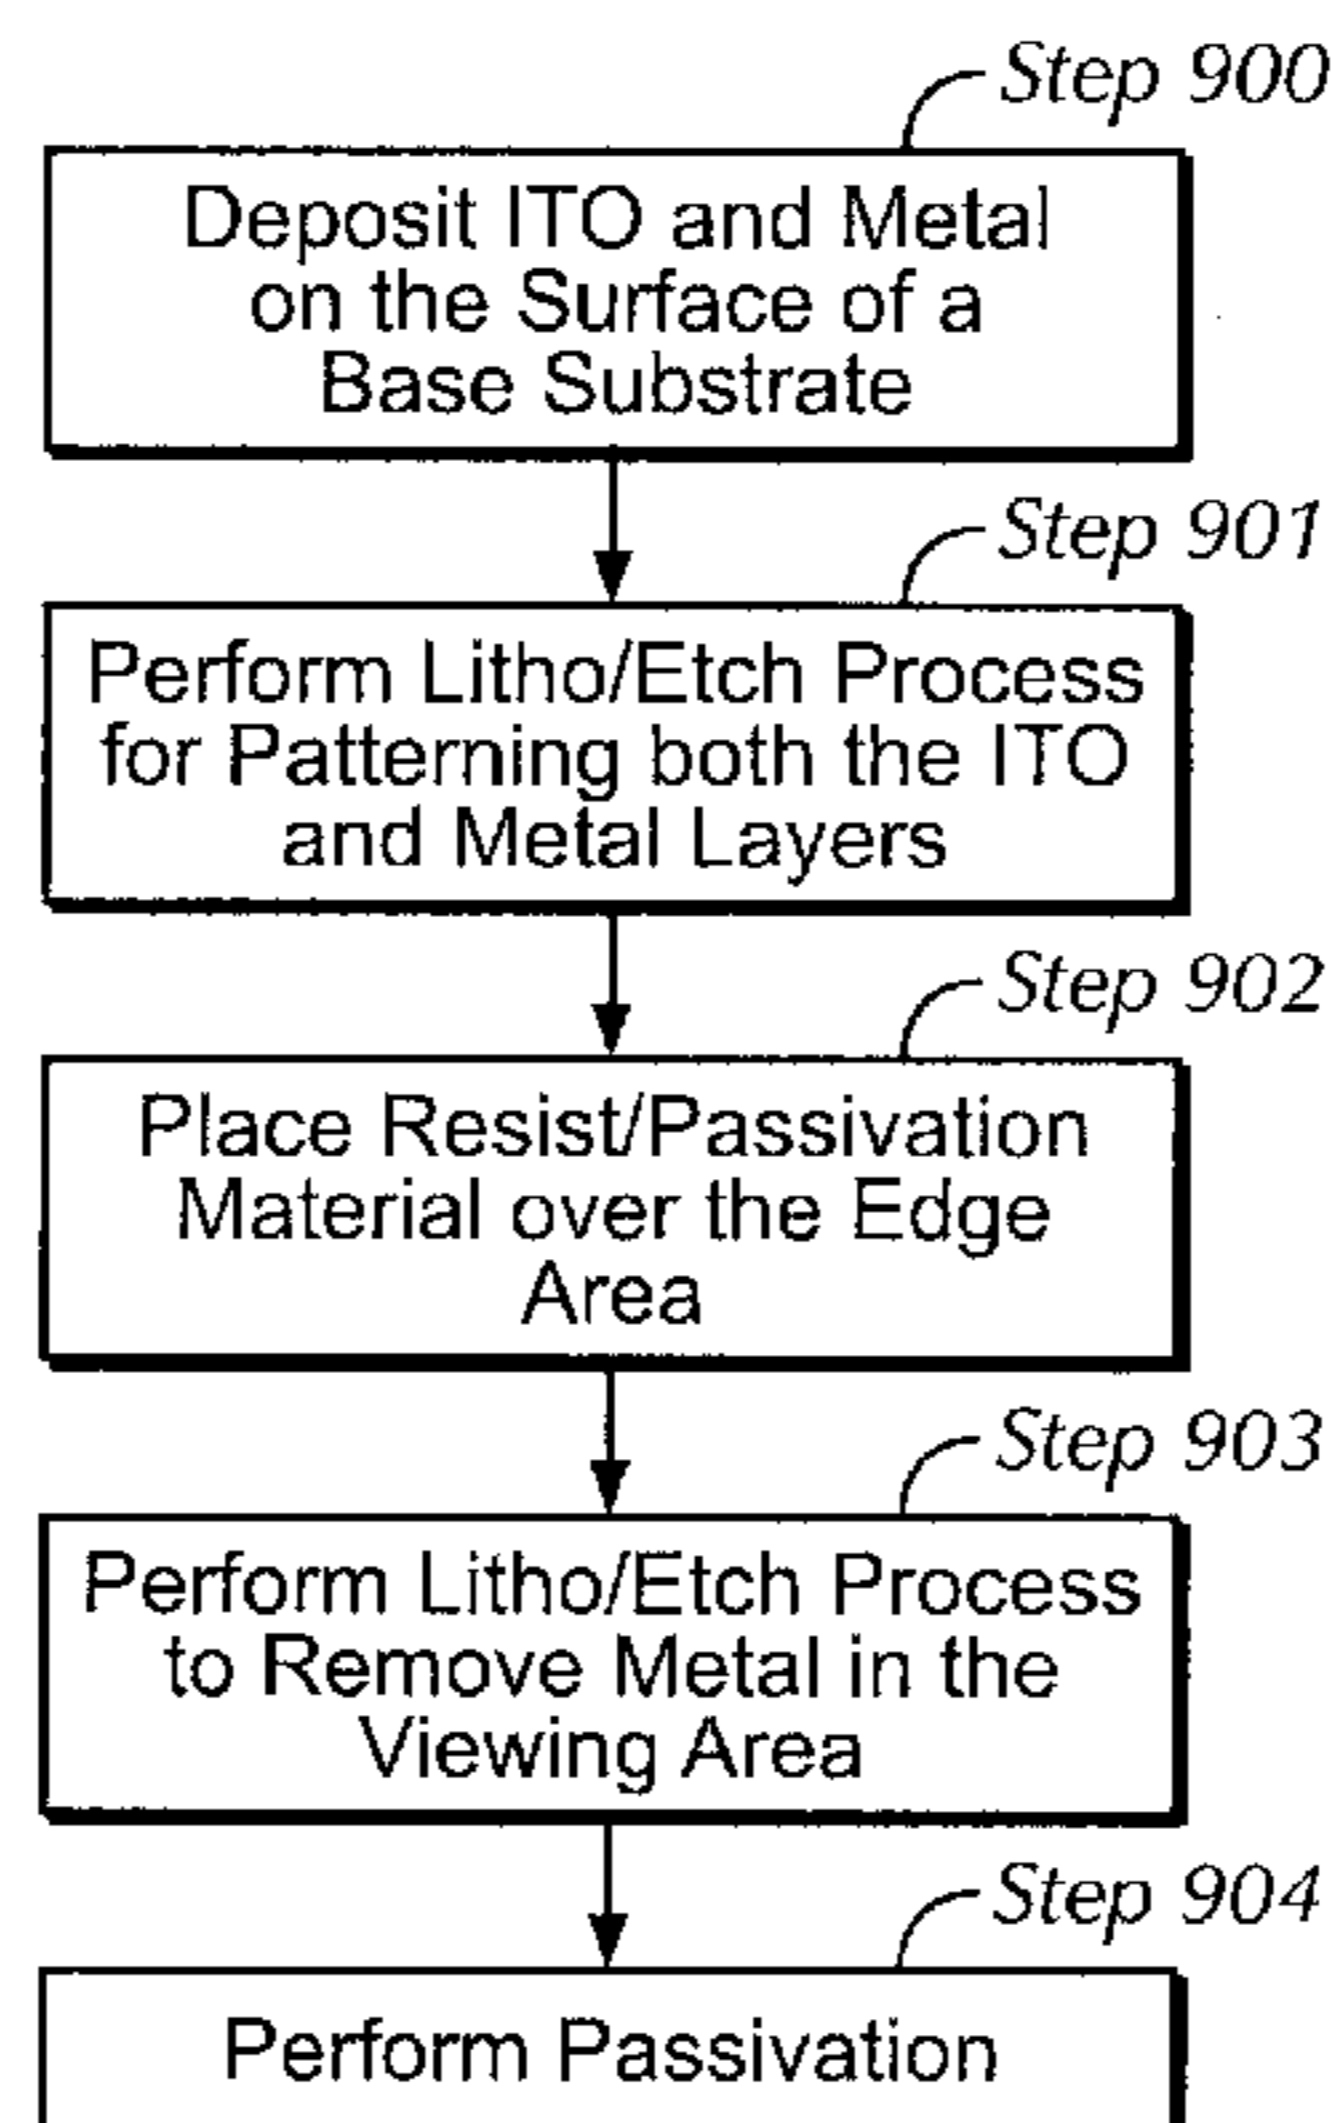 Step 900
Deposit ITO and Metal
on the Surface of a
Base Substrate
Step 901
Perform Litho/Etch Process
for Patterning both the ITO
and Metal Layers
Step 902
Place Resist/Passivation
Material over the Edge
Area
Step 903
Perform Litho/Etch Process
to Remove Metal in the
Viewing Area
Step 904
Perform Passivation